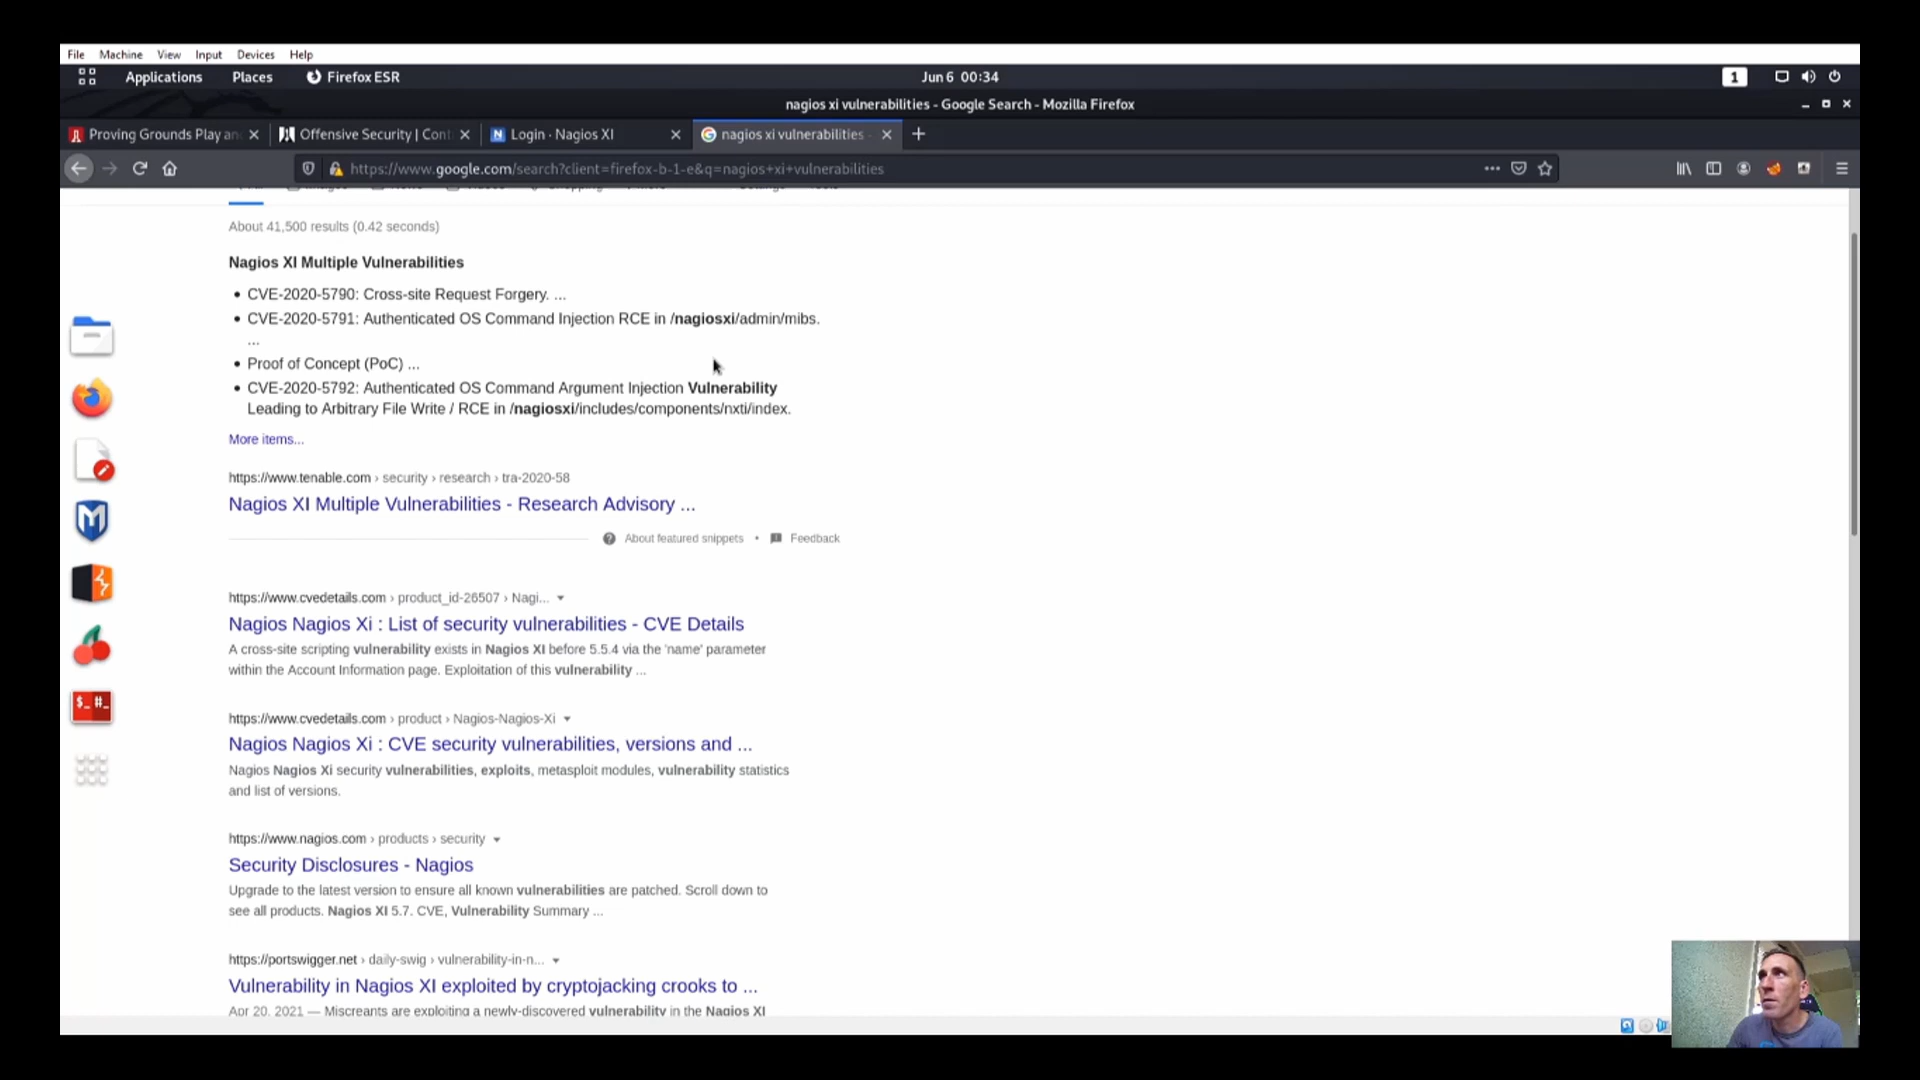 File Machine View Input Devices Help
Applications Places Firefox ESR Jun 6 00:34 1
nagios xi vulnerabilities - Google Search - Mozilla Firefox
Proving Grounds Play an Offensive Security | Cont Login · Nagios XI nagios xi vulnerabilities -
https://www.google.com/search?client=firefox-b-1-e&q=nagios+xi+vulnerabilities
About 41,500 results (0.42 seconds)
Nagios XI Multiple Vulnerabilities
• CVE-2020-5790: Cross-site Request Forgery. ...
• CVE-2020-5791: Authenticated OS Command Injection RCE in /nagiosxi/admin/mibs.
...
• Proof of Concept (PoC) ...
• CVE-2020-5792: Authenticated OS Command Argument Injection Vulnerability
Leading to Arbitrary File Write / RCE in /nagiosxi/includes/components/nxti/index.
More items...
https://www.tenable.com › security › research › tra-2020-58
Nagios XI Multiple Vulnerabilities - Research Advisory ...
About featured snippets • Feedback
https://www.cvedetails.com › product_id-26507 › Nagi...
Nagios Nagios Xi : List of security vulnerabilities - CVE Details
A cross-site scripting vulnerability exists in Nagios XI before 5.5.4 via the 'name' parameter
within the Account Information page. Exploitation of this vulnerability ...
https://www.cvedetails.com › product › Nagios-Nagios-Xi
Nagios Nagios Xi : CVE security vulnerabilities, versions and ...
Nagios Nagios Xi security vulnerabilities, exploits, metasploit modules, vulnerability statistics
and list of versions.
https://www.nagios.com › products › security
Security Disclosures - Nagios
Upgrade to the latest version to ensure all known vulnerabilities are patched. Scroll down to
see all products. Nagios XI 5.7. CVE, Vulnerability Summary ...
https://portswigger.net › daily-swig › vulnerability-in-n...
Vulnerability in Nagios XI exploited by cryptojacking crooks to ...
Apr 20, 2021 — Miscreants are exploiting a newly-discovered vulnerability in the Nagios XI